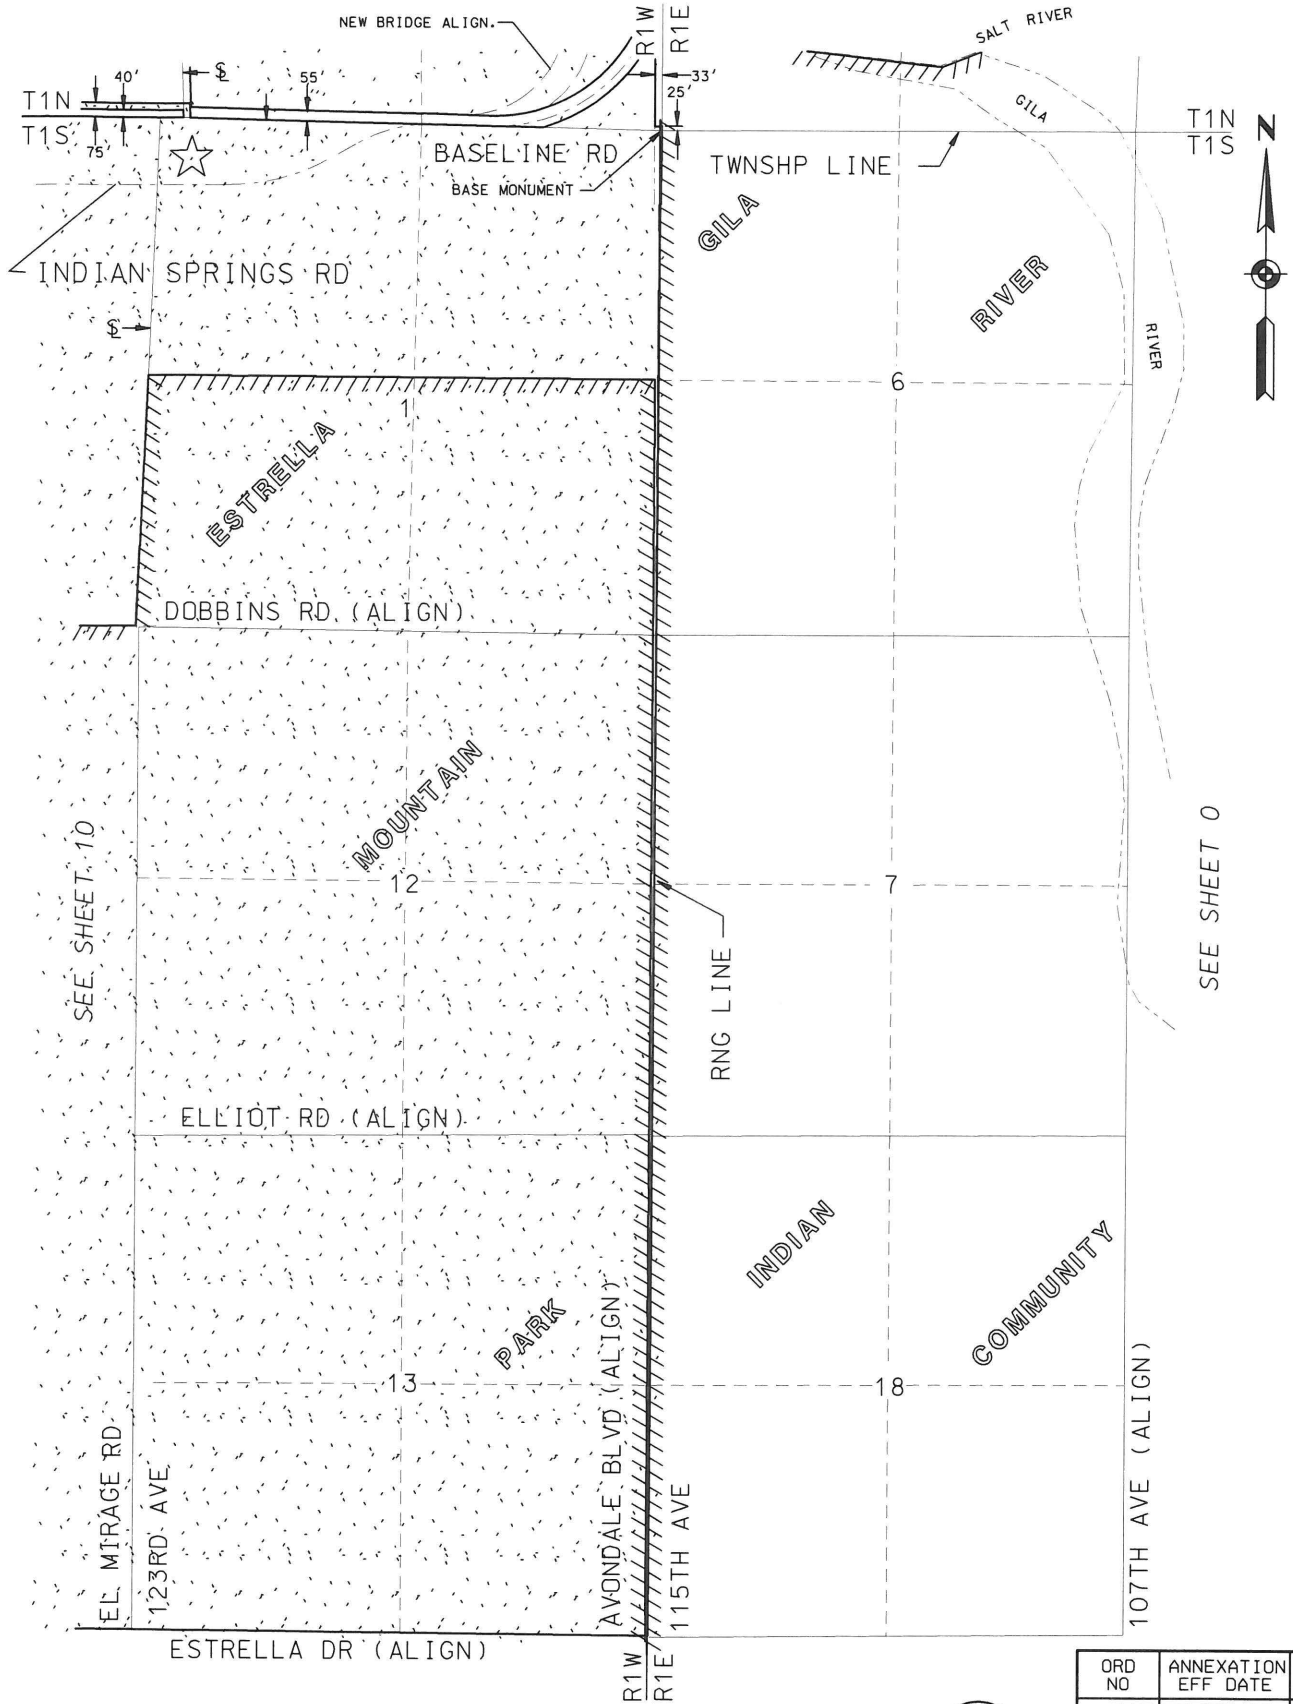 NEW BRIDGE ALIGN.
R1W
R1E
SALT RIVER
40'
55'
33'
25'
T1N
T1S
75'
GILA
T1N
T1S
N
BASELINE RD
TWNSHP LINE
BASE MONUMENT
GILA
INDIAN SPRINGS RD
RIVER
RIVER
1
6
ESTRELLA
DOBBINS RD (ALIGN)
MOUNTAIN
SEE SHEET 10
12
7
SEE SHEET 0
RNG LINE
ELLIOT RD (ALIGN)
INDIAN
COMMUNITY
PARK
13
18
EL MIRAGE RD
123RD AVE
AVONDALE BLVD (ALIGN)
115TH AVE
107TH AVE (ALIGN)
ESTRELLA DR (ALIGN)
R1W
R1E
ORD NO
ANNEXATION EFF DATE